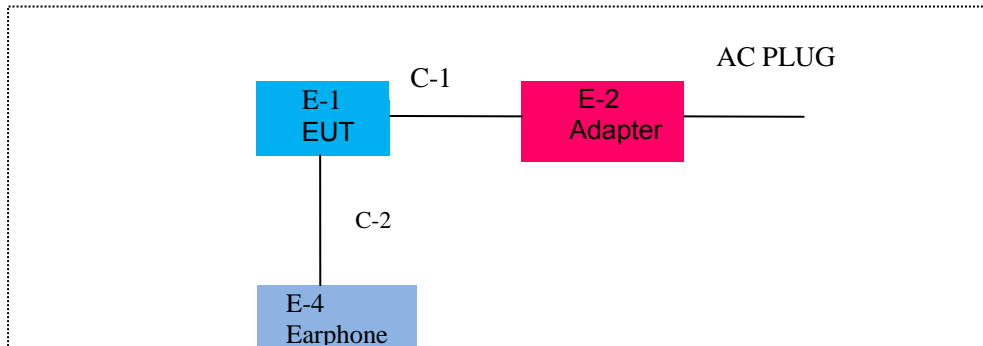 AC PLUG
C-1
E-1
EUT
E-2
Adapter
C-2
E-4
Earphone